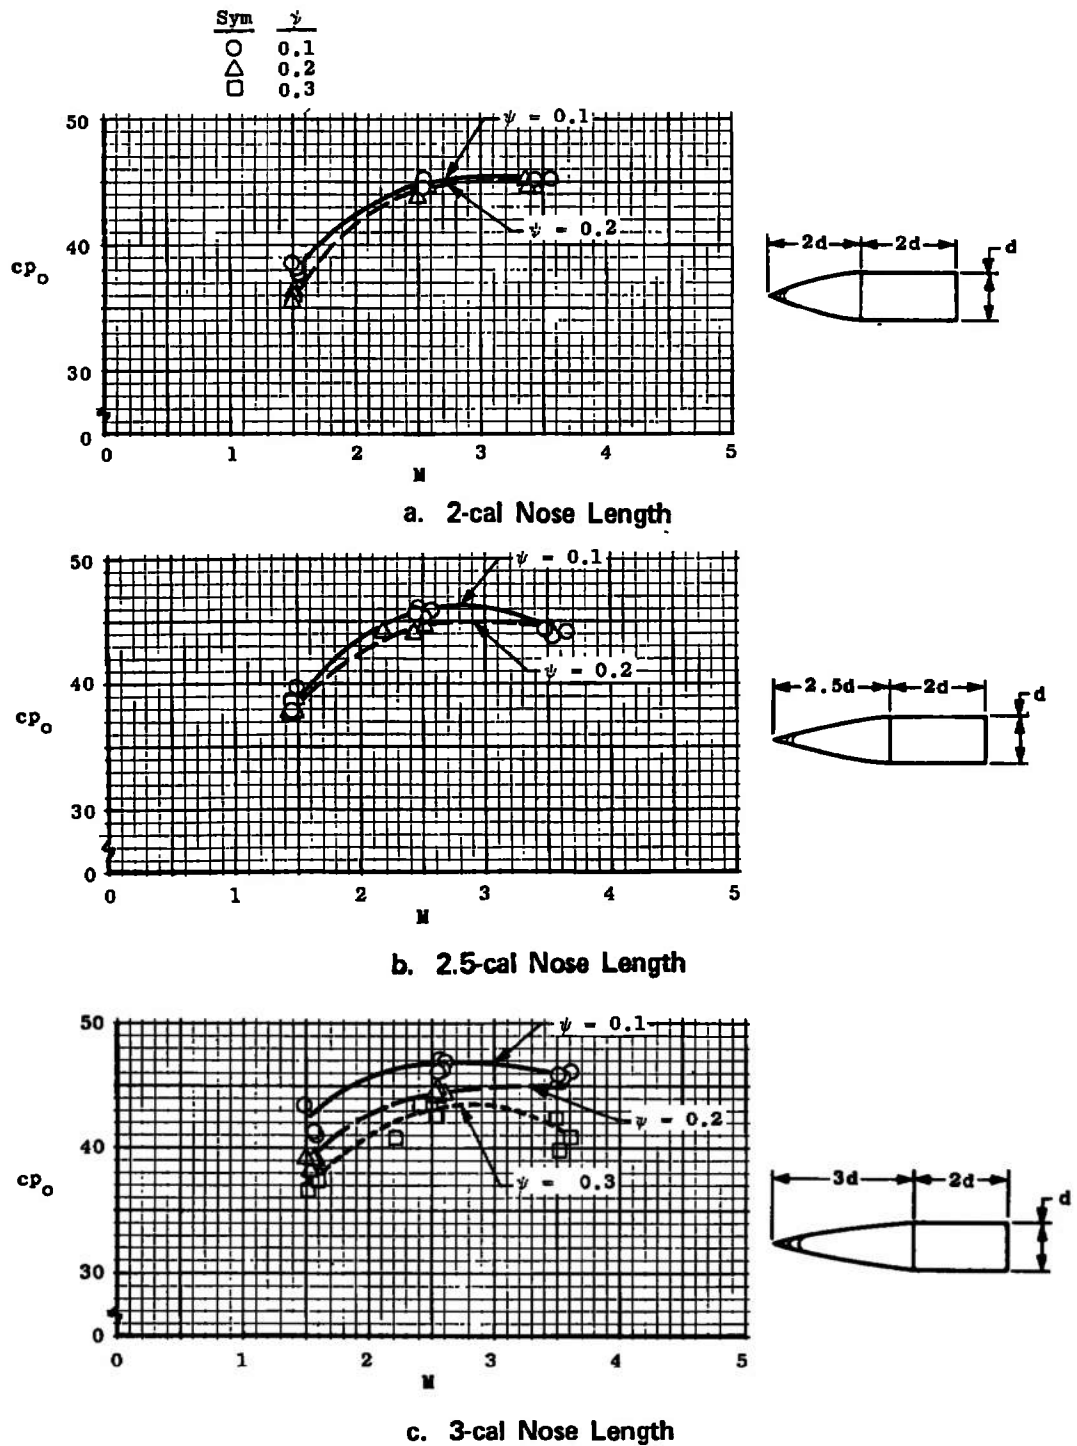 Sym ψ
0.1
0.2
0.3
50
ψ = 0.1
ψ = 0.2
40
cp₀
30
0
0 1 2 3 4 5
M
2d 2d d
a. 2-cal Nose Length
50
ψ = 0.1
ψ = 0.2
40
cp₀
30
0
0 1 2 3 4 5
M
2.5d 2d d
b. 2.5-cal Nose Length
50
ψ = 0.1
ψ = 0.2
40
cp₀
ψ = 0.3
30
0
0 1 2 3 4 5
M
3d 2d d
c. 3-cal Nose Length